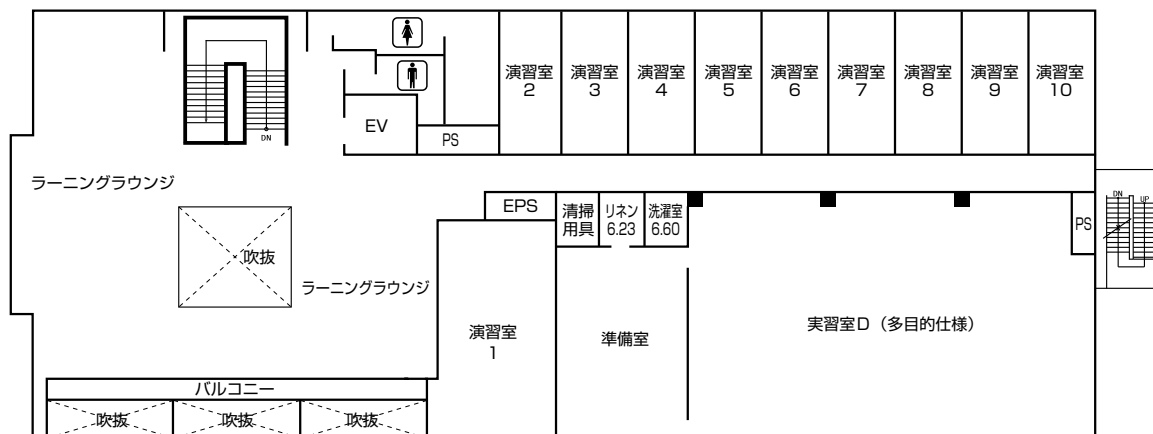 演習室
2
演習室
3
演習室
4
演習室
5
演習室
6
演習室
7
演習室
8
演習室
9
演習室
10
EV
PS
DN
ラーニングラウンジ
EPS
清掃
用具
リネン
6.23
洗濯室
6.60
PS
DN
UP
吹抜
ラーニングラウンジ
演習室
1
準備室
実習室D（多目的仕様）
バルコニー
吹抜
吹抜
吹抜